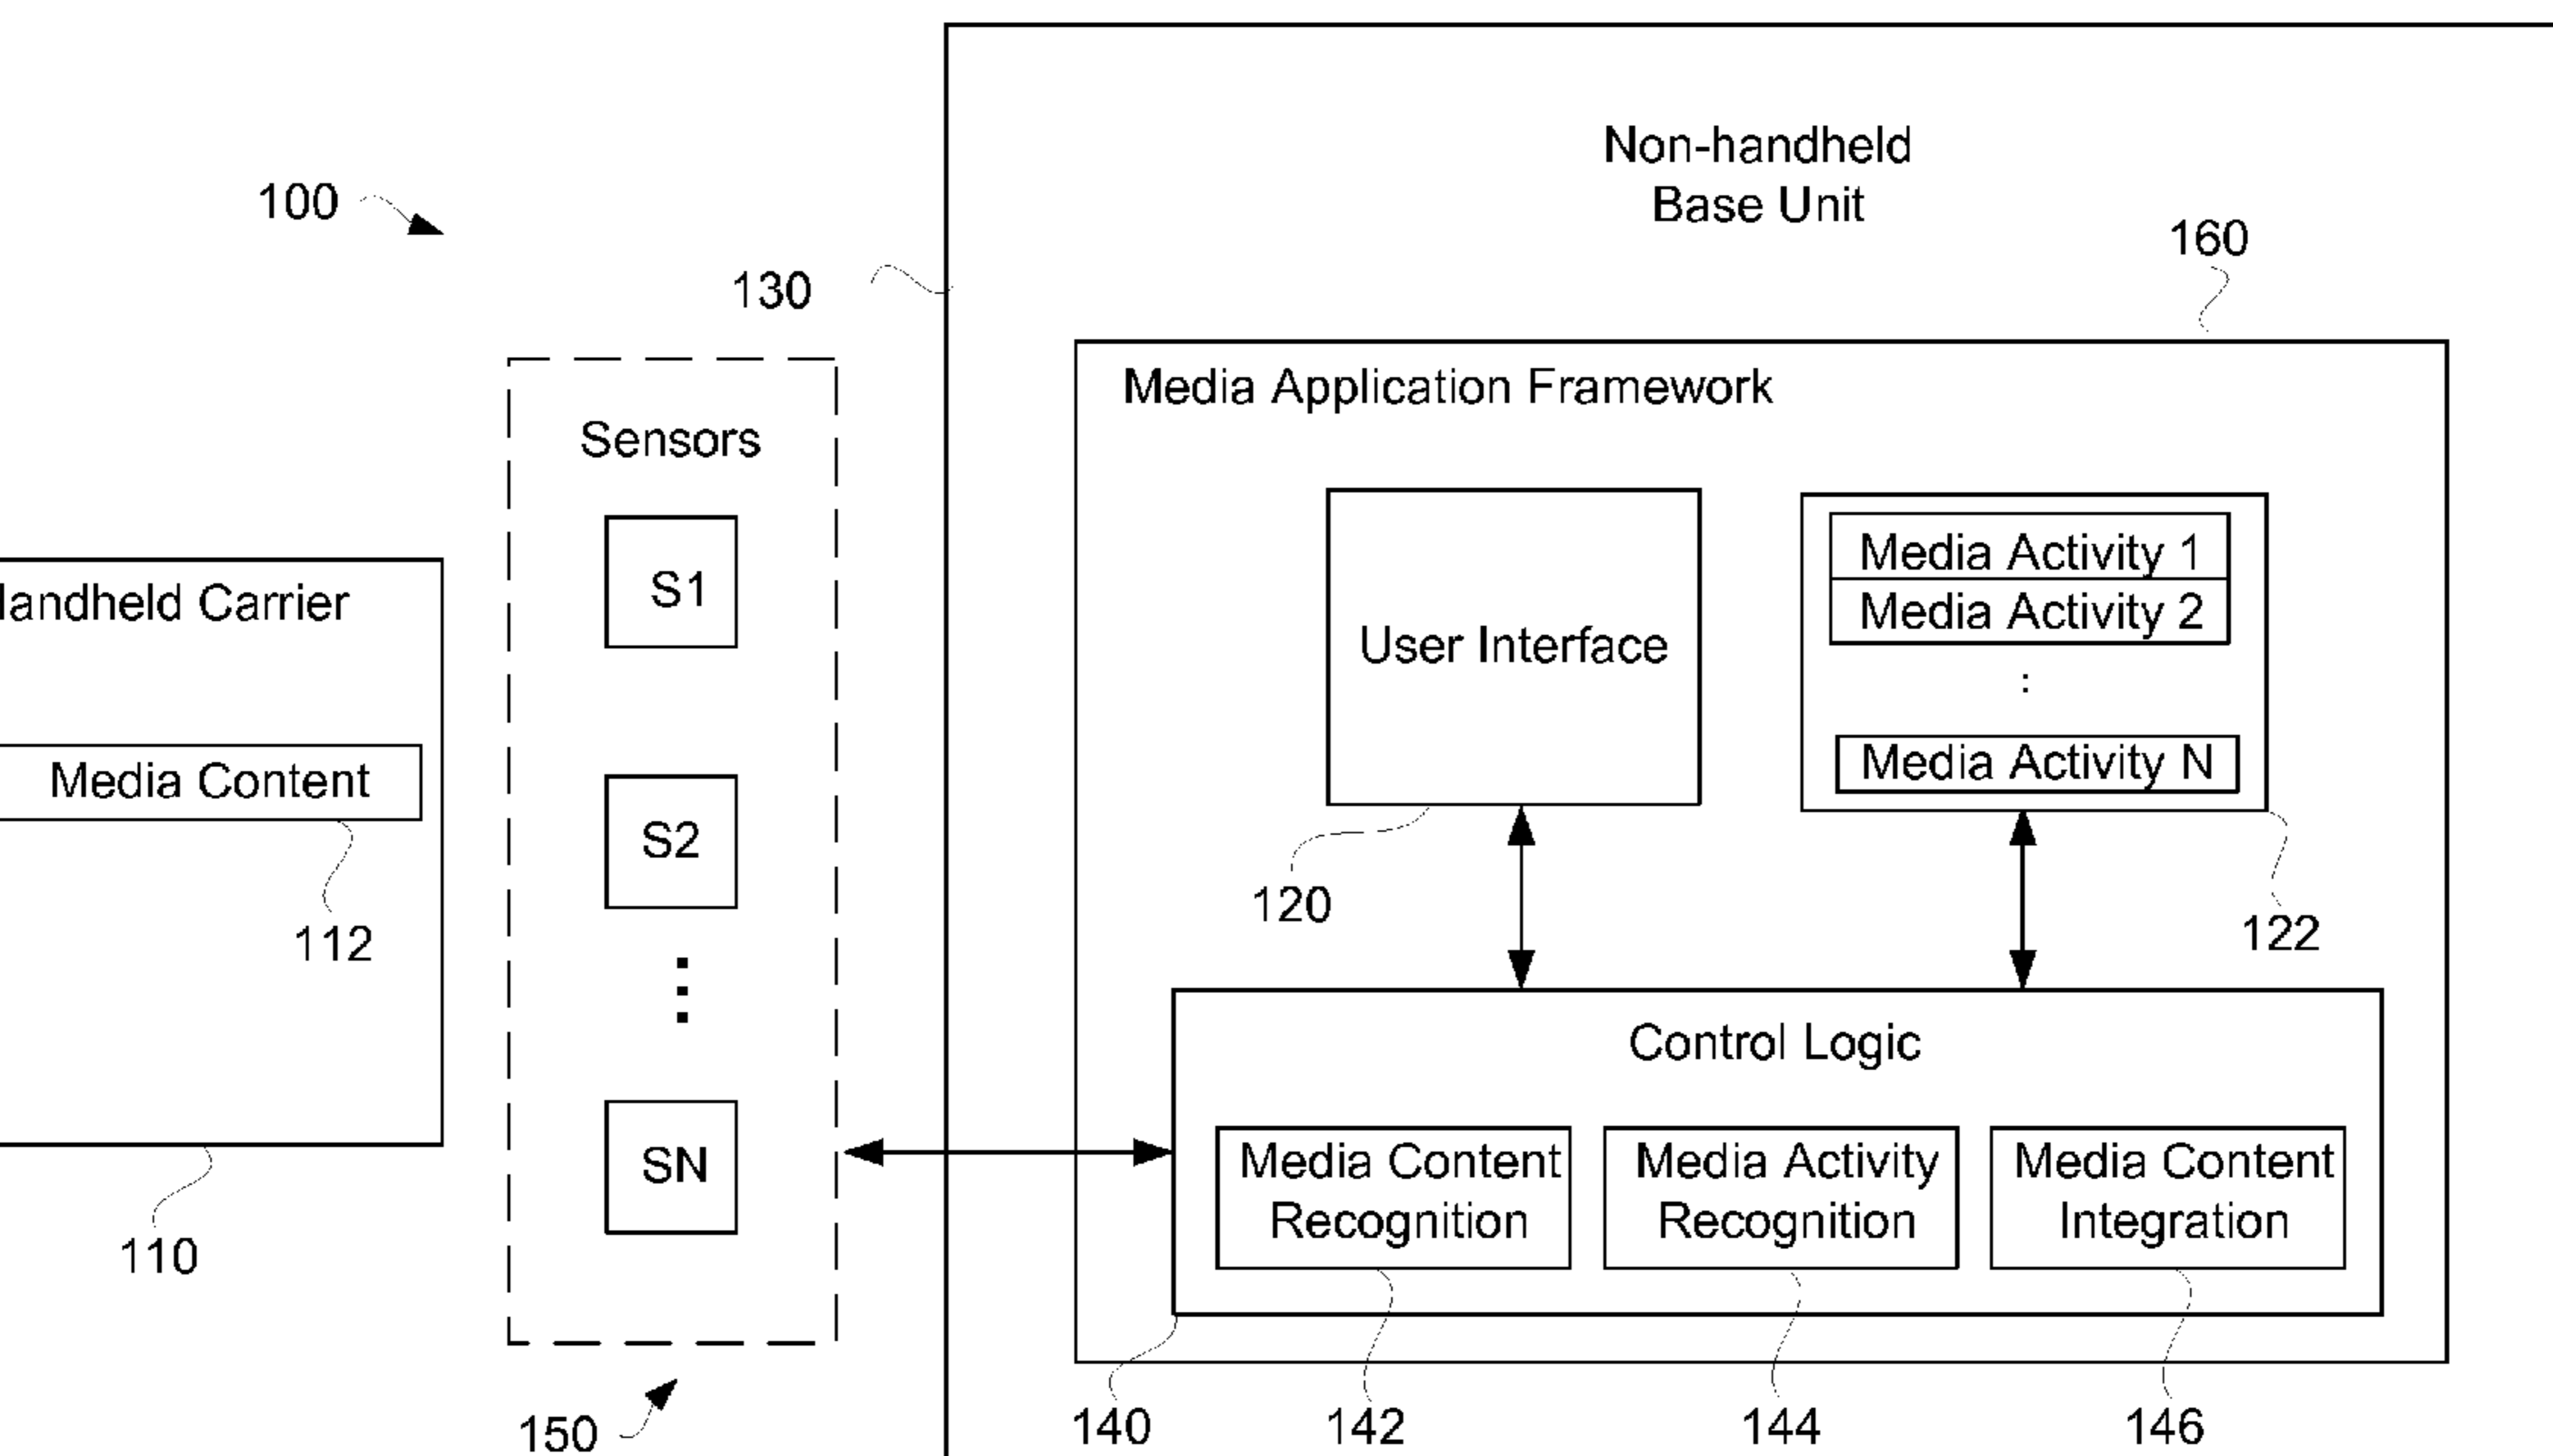 Non-handheld
Base Unit
100
130
160
Media Application Framework
Sensors
S1
S2
SN
150
andheld Carrier
Media Content
112
110
User Interface
120
Media Activity 1
Media Activity 2
:
Media Activity N
122
Control Logic
Media Content
Recognition
Media Activity
Recognition
Media Content
Integration
140
142
144
146